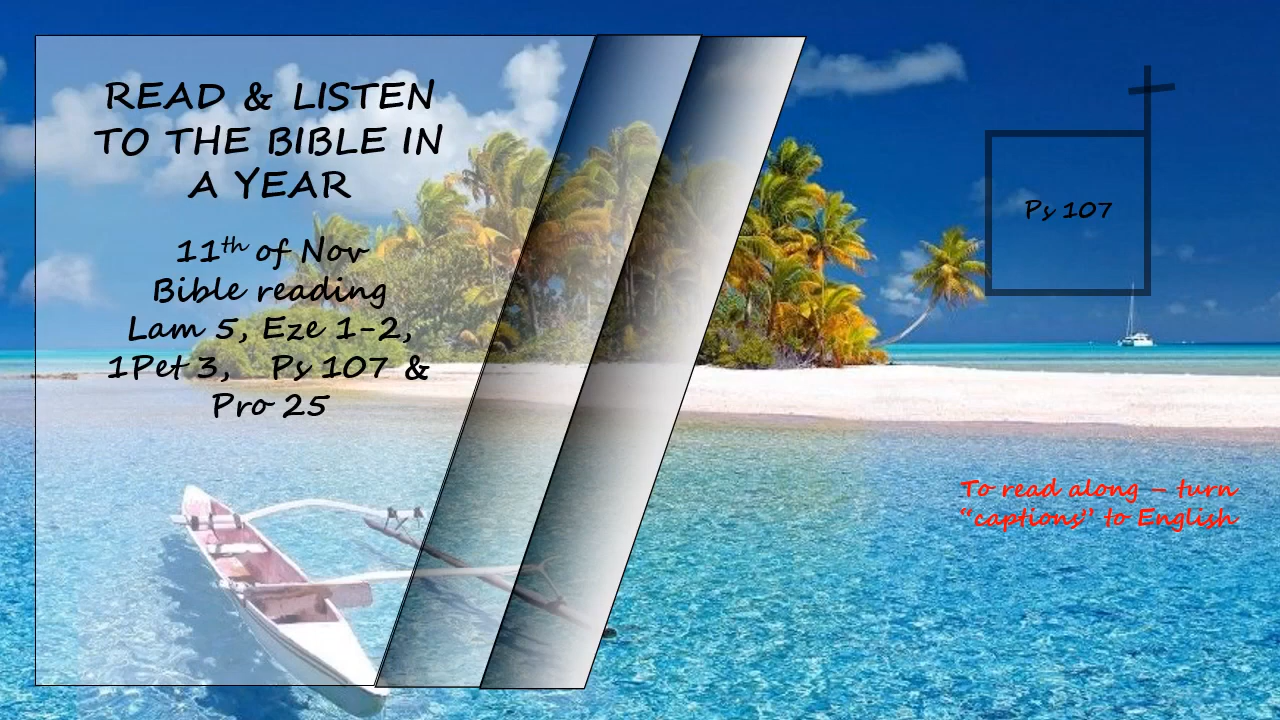 READ & LISTEN
TO THE BIBLE IN
A YEAR
11th of Nov
Bible reading
Lam 5, Eze 1-2,
1Pet 3, Ps 107 &
Pro 25
Ps 107
To read along – turn
“captions” to English